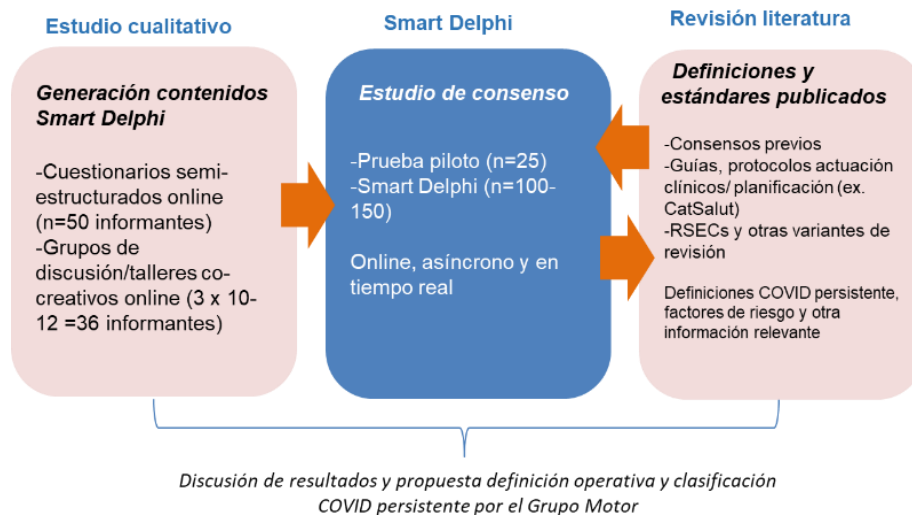 Estudio cualitativo
Generación contenidos
Smart Delphi
-Cuestionarios semi-
estructurados online
(n=50 informantes)
-Grupos de
discusión/talleres co-
creativos online (3 x 10-
12 =36 informantes)
Smart Delphi
Estudio de consenso
-Prueba piloto (n=25)
-Smart Delphi (n=100-
150)
Online, asíncrono y en
tiempo real
Revisión literatura
Definiciones y
estándares publicados
-Consensos previos
-Guías, protocolos actuación
clínicos/ planificación (ex.
CatSalut)
-RSECs y otras variantes de
revisión
Definiciones COVID persistente,
factores de riesgo y otra
información relevante
Discusión de resultados y propuesta definición operativa y clasificación
COVID persistente por el Grupo Motor